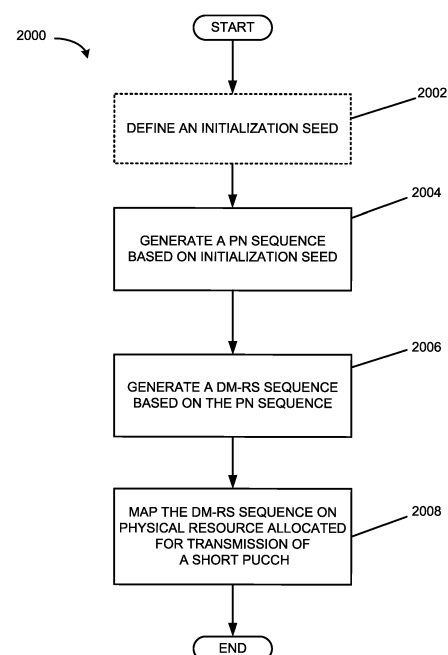 2000
START
2002
DEFINE AN INITIALIZATION SEED
2004
GENERATE A PN SEQUENCE
BASED ON INITIALIZATION SEED
2006
GENERATE A DM-RS SEQUENCE
BASED ON THE PN SEQUENCE
2008
MAP THE DM-RS SEQUENCE ON
PHYSICAL RESOURCE ALLOCATED
FOR TRANSMISSION OF
A SHORT PUCCH
END